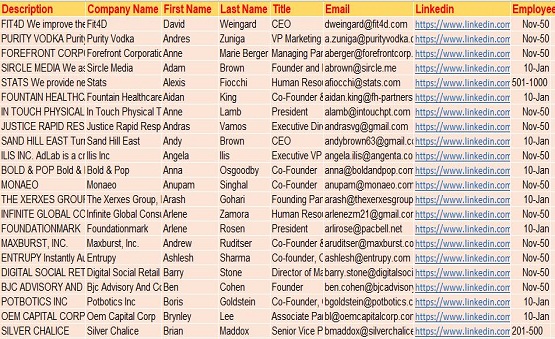 Description Company Name First Name Last Name Title Email Linkedin Employee
FIT4D We improve the Fit4D David Weingard CEO dweingard@fit4d.com https://www.linkedin.com Nov-50
PURITY VODKA Purit Purity Vodka Andres Zuniga VP Marketing a.zuniga@purityvodka.c https://www.linkedin.com Nov-50
FOREFRONT CORP Forefront Corporatio Anne Marie Berger Managing Par aberger@forefrontcorp. https://www.linkedin.com Nov-50
SIRCLE MEDIA We as Circle Media Adam Brown Founder and abrown@sircle.me https://www.linkedin.com 10-Jan
STATS We provide ne Stats Alexis Fiocchi Human Reso afiocchi@stats.com https://www.linkedin.com 501-1000
FOUNTAIN HEALTHC Fountain Healthcare Aidan King Co-Founder & aidan.king@fh-partners https://www.linkedin.com 10-Jan
IN TOUCH PHYSICAL In Touch Physical T Anne Lamb President alamb@intouchpt.com https://www.linkedin.com Nov-50
JUSTICE RAPID RES Justice Rapid Resp Andras Vamos Executive Dir andrasvg@gmail.com https://www.linkedin.com Nov-50
SAND HILL EAST Tur Sand Hill East Andy Brown CEO andybrown63@gmail.c https://www.linkedin.com 10-Jan
ILIS INC. AdLab is a cr Ilis Inc Angela Ilis Executive VP angela.ilis@angenta.co https://www.linkedin.com Nov-50
BOLD & POP Bold & Bold & Pop Anna Osgoodby Co-Founder anna@boldandpop.com https://www.linkedin.com 10-Jan
MONAEO Monaeo Anupam Singhal Co-Founder anupam@monaeo.com https://www.linkedin.com Nov-50
THE XERXES GROUP The Xerxes Group, Arash Gohari Founding Par arash@thexerxesgroup https://www.linkedin.com 10-Jan
INFINITE GLOBAL CO Infinite Global Cons Arlene Zamora Human Reso arlenezm21@gmail.co https://www.linkedin.com Nov-50
FOUNDATIONMARK Foundationmark Arlene Rosen President arlirose@pacbell.net https://www.linkedin.com 10-Jan
MAXBURST, INC. Maxburst, Inc. Andrew Ruditser Co-Founder & aruditser@maxburst.co https://www.linkedin.com Nov-50
ENTRUPY Instantly Au Entrupy Inc Ashlesh Sharma Co-founder, C ashlesh@entrupy.com https://www.linkedin.com Nov-50
DIGITAL SOCIAL RET Digital Social Retail Barry Stone Director of Ma barry.stone@digitalsoci https://www.linkedin.com Nov-50
BJC ADVISORY AND Bjc Advisory And Co Ben Cohen Founder ben.cohen@bjcadvisor https://www.linkedin.com Nov-50
POTBOTICS INC Potbotics Inc Boris Goldstein Co-Founder, bgoldstein@potbotics.c https://www.linkedin.com 10-Jan
OEM CAPITAL CORP Oem Capital Corp Brynley Lee Associate Par bl@oemcapital.com https://www.linkedin.com 10-Jan
SILVER CHALICE Silver Chalice Brian Maddox Senior Vice P bmaddox@silverchalice https://www.linkedin.com 201-500